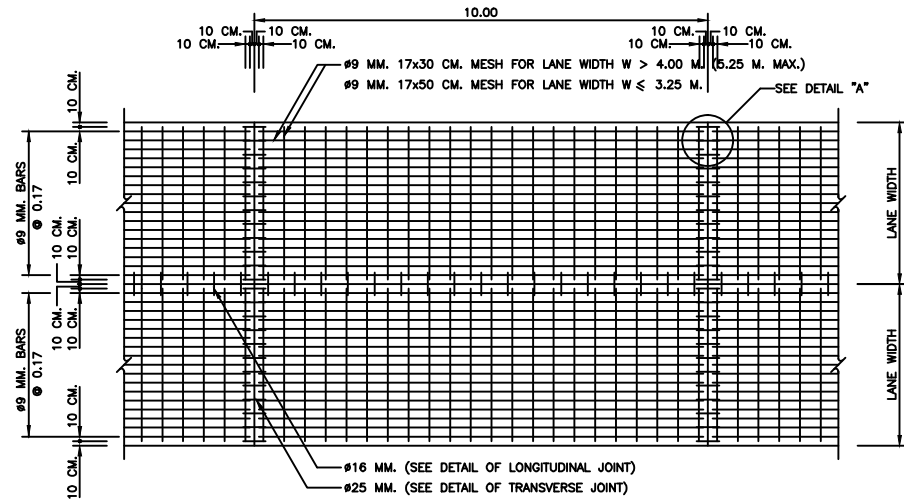 10.00
10 CM.
10 CM.
10 CM.
10 CM.
10 CM.
10 CM.
10 CM.
10 CM.
ø9 MM. 17x30 CM. MESH FOR LANE WIDTH W > 4.00 M. (5.25 M. MAX.)
ø9 MM. 17x50 CM. MESH FOR LANE WIDTH W ⩽ 3.25 M.
SEE DETAIL "A"
10 CM.
10 CM.
ø9 MM. BARS
@ 0.17
10 CM.
10 CM.
LANE WIDTH
10 CM.
10 CM.
ø9 MM. BARS
@ 0.17
10 CM.
10 CM.
LANE WIDTH
ø16 MM. (SEE DETAIL OF LONGITUDINAL JOINT)
ø25 MM. (SEE DETAIL OF TRANSVERSE JOINT)